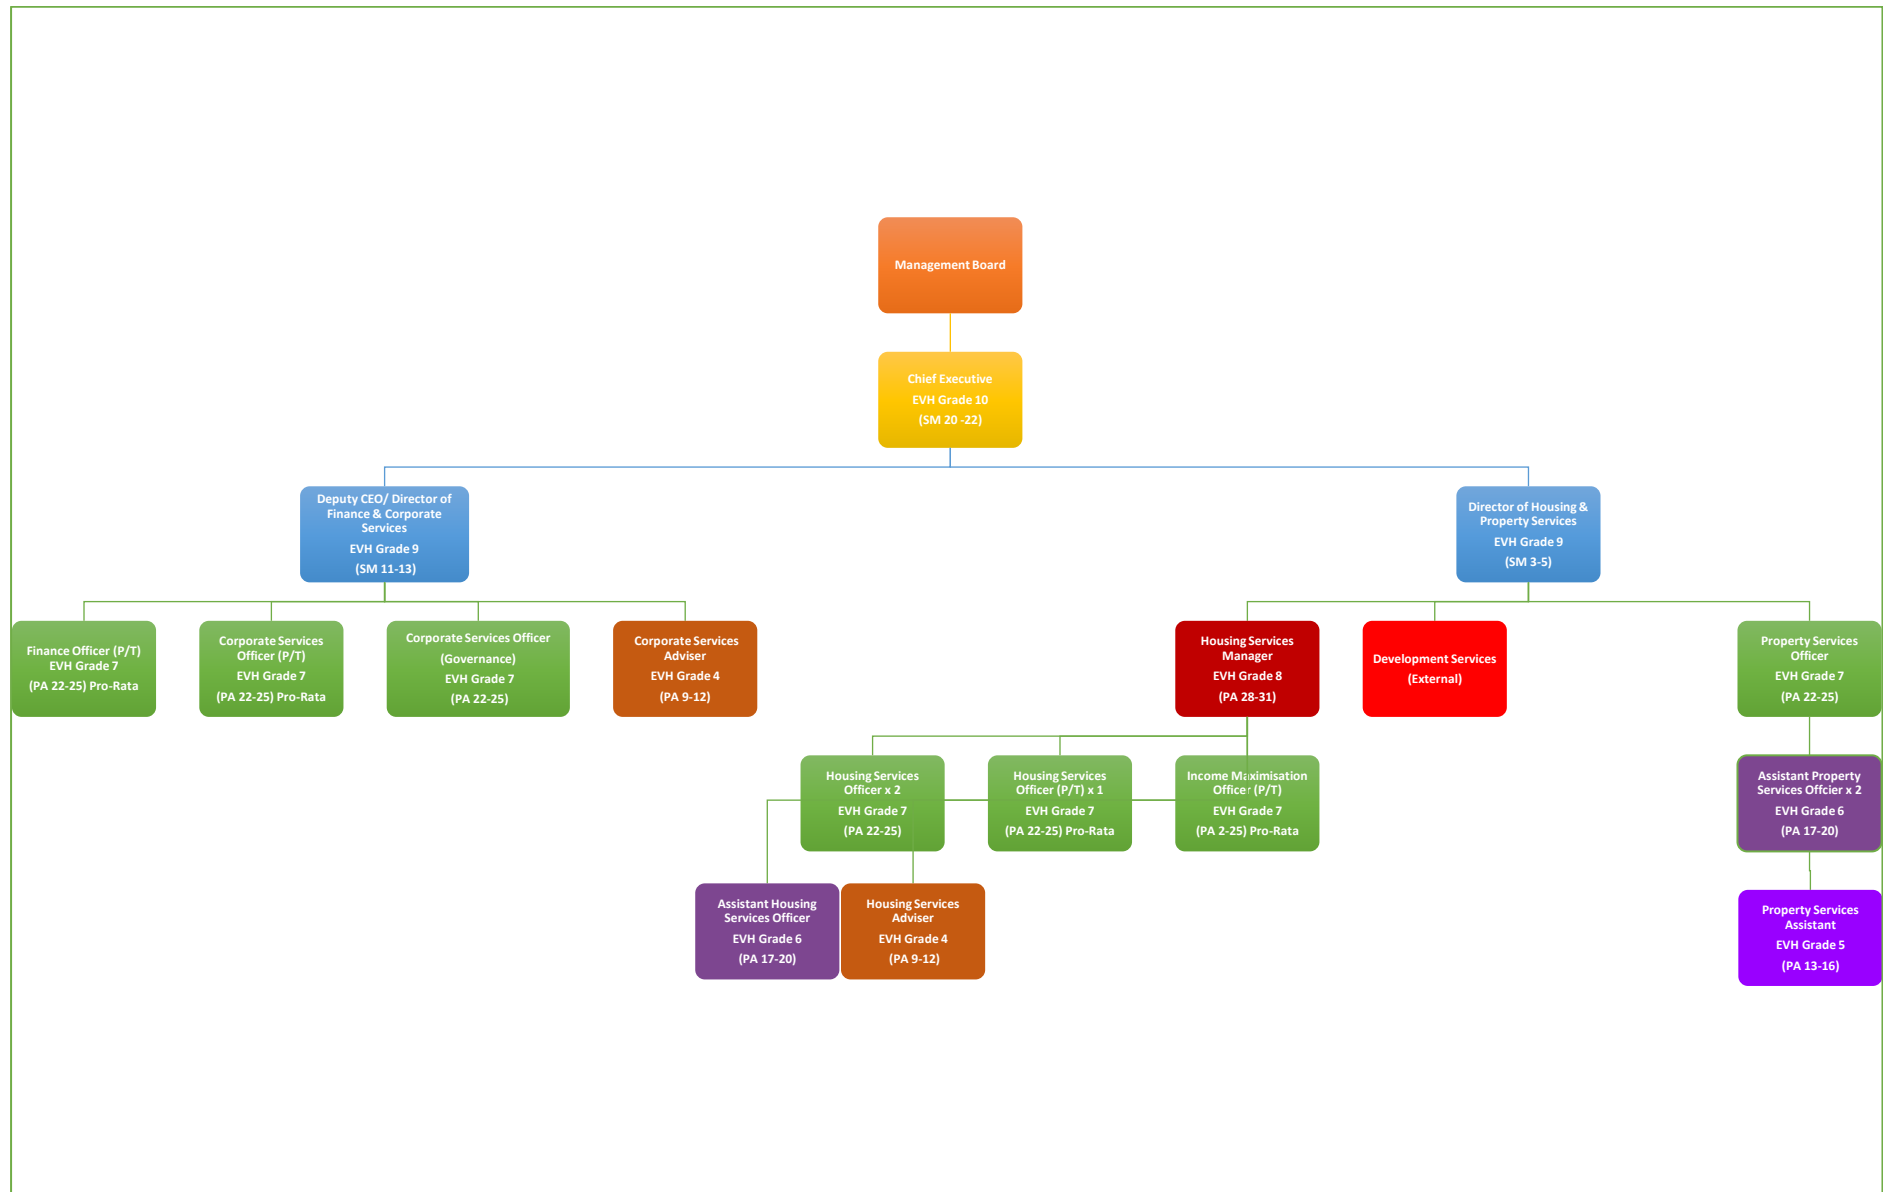 Management Board
Chief Executive
EVH Grade 10
(SM 20 -22)
Deputy CEO/ Director of
Finance & Corporate
Services
EVH Grade 9
(SM 11-13)
Director of Housing &
Property Services
EVH Grade 9
(SM 3-5)
Finance Officer (P/T)
EVH Grade 7
(PA 22-25) Pro-Rata
Corporate Services
Officer (P/T)
EVH Grade 7
(PA 22-25) Pro-Rata
Corporate Services Officer
(Governance)
EVH Grade 7
(PA 22-25)
Corporate Services
Adviser
EVH Grade 4
(PA 9-12)
Housing Services
Manager
EVH Grade 8
(PA 28-31)
Development Services
(External)
Property Services
Officer
EVH Grade 7
(PA 22-25)
Housing Services
Officer x 2
EVH Grade 7
(PA 22-25)
Housing Services
Officer (P/T) x 1
EVH Grade 7
(PA 22-25) Pro-Rata
Income Maximisation
Officer (P/T)
EVH Grade 7
(PA 2-25) Pro-Rata
Assistant Property
Services Offcier x 2
EVH Grade 6
(PA 17-20)
Assistant Housing
Services Officer
EVH Grade 6
(PA 17-20)
Housing Services
Adviser
EVH Grade 4
(PA 9-12)
Property Services
Assistant
EVH Grade 5
(PA 13-16)